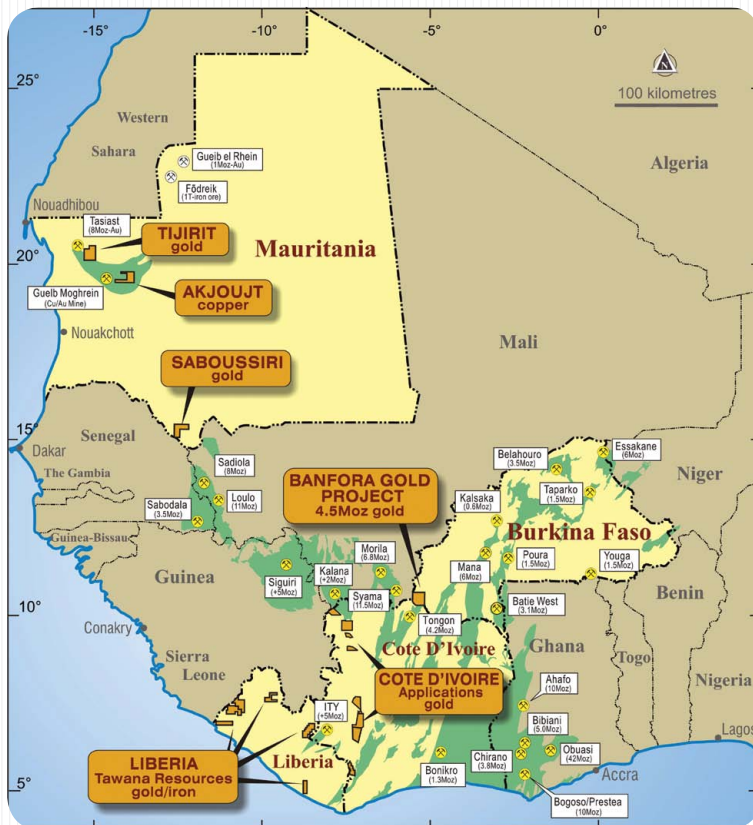 -15°
-10°
-5°
0°
25°
N
100 kilometres
Western
Sahara
Gueib el Rhein
(1Moz-Au)
Algeria
Fôdreik
(1T-iron ore)
Nouadhibou
Tasiast
(8Moz-Au)
TIJIRIT
gold
Mauritania
20°
AKJOUJT
copper
Guelb Moghrein
(Cu/Au Mine)
Nouakchott
Mali
SABOUSSIRI
gold
15°
Senegal
Dakar
Sadiola
(8Moz)
The Gambia
Loulo
(11Moz)
Sabodala
(3.5Moz)
Guinea-Bissau
BANFORA GOLD
PROJECT
4.5Moz gold
Belahouro
(3.5Moz)
Essakane
(6Moz)
Niger
Taparko
(1.5Moz)
Kalsaka
(0.6Moz)
Burkina Faso
Guinea
Siguiri
(+5Moz)
Kalana
(+2Moz)
Morila
(6.8Moz)
Syama
(11.5Moz)
Mana
(6Moz)
Poura
(1.5Moz)
Youga
(1.5Moz)
Benin
10°
Batie West
(3.1Moz)
Tongon
(4.2Moz)
Conakry
Cote D'Ivoire
Ghana
Togo
Sierra
Leone
Nigeria
COTE D'IVOIRE
Applications
gold
Ahafo
(10Moz)
ITY
(+5Moz)
Bibiani
(5.0Moz)
Lagos
LIBERIA
Tawana Resources
gold/iron
Liberia
Bonikro
(1.3Moz)
Chirano
(3.8Moz)
Obuasi
(42Moz)
Accra
5°
Bogoso/Prestea
(10Moz)